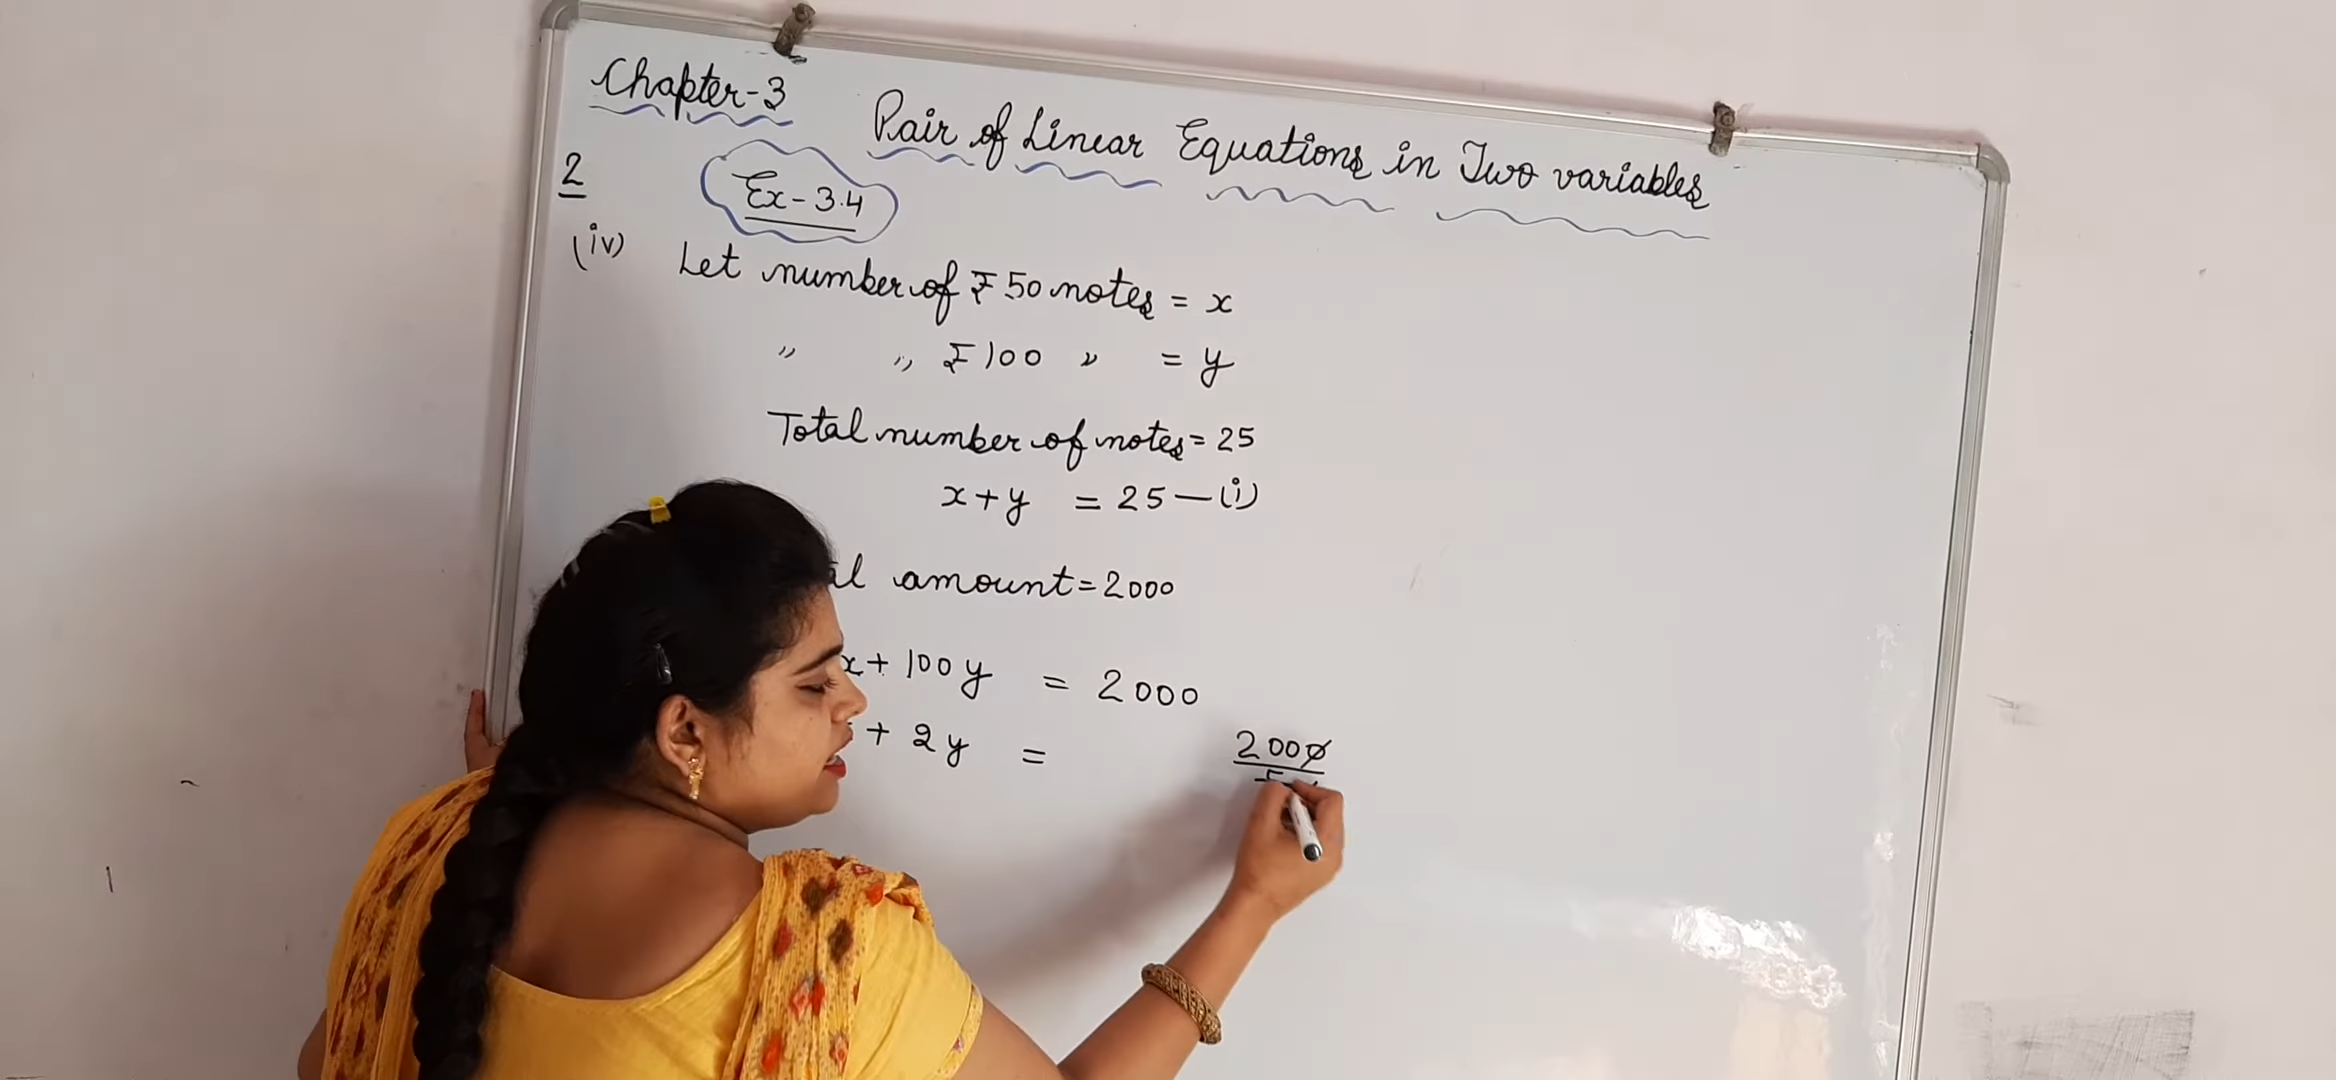 Chapter-3
Pair of Linear Equations in Two variables
2
Ex-3.4
(iv) Let number of ₹50 notes = x
" " ₹100 " = y
Total number of notes = 25
x+y = 25 — (i)
amount = 2000
x + 100y = 2000
+ 2y =
2000